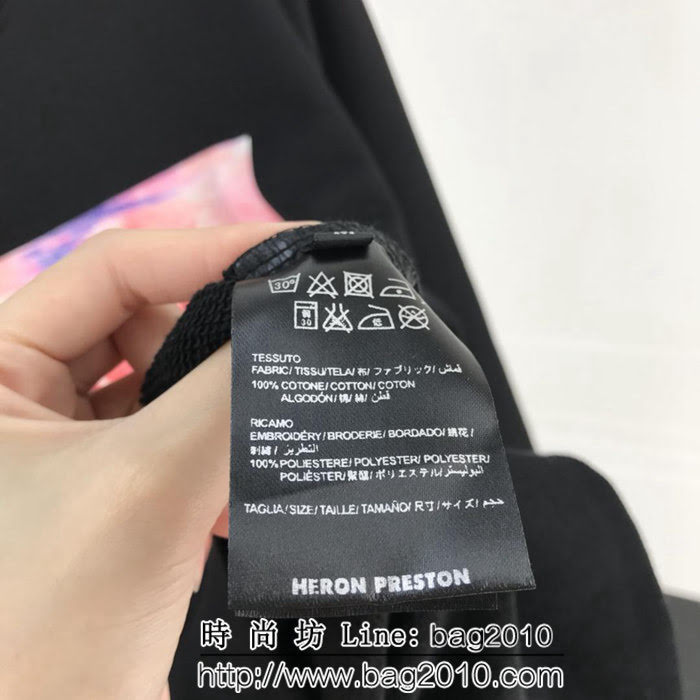 30°
30
TESSUTO
FABRIC/ TISSUTELA/ 布/ ファブリック/ قماش
100% COTONE/ COTTON/ COTON
ALGODÓN/ 棉/ 綿/ قطن
RICAMO
EMBROIDERY/ BRODERIE/ BORDADO/ 綉花/
刺繍/ التطريز
100% POLIESTERE/ POLYESTER/ POLYESTER/
POLIÉSTER/ 聚酯/ ポリエステル/ البوليستر
TAGLIA/ SIZE/ TAILLE/ TAMAÑO/ 尺寸/ サイズ/ حجم
HERON PRESTON
時尚坊 Line: bag2010
http://www.bag2010.com